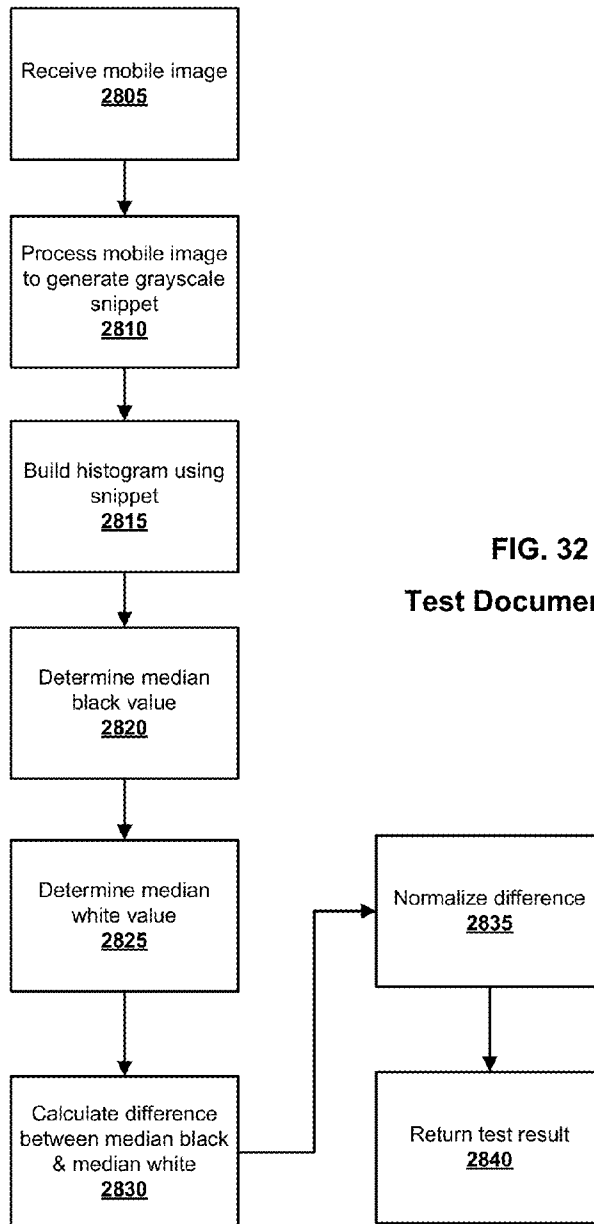 Receive mobile image
2805
Process mobile image
to generate grayscale
snippet
2810
Build histogram using
snippet
2815
FIG. 32
Test Documer
Determine median
black value
2820
Determine median
white value
2825
Normalize difference
2835
Calculate difference
between median black
& median white
2830
Return test result
2840